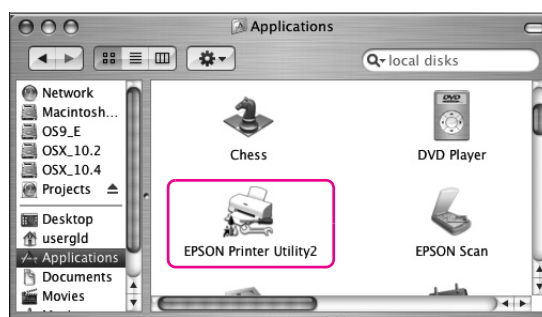 Applications
local disks
Network
Macintosh...
OS9_E
OSX_10.2
OSX_10.4
Projects
Desktop
usergld
Applications
Documents
Movies
Chess
DVD
DVD Player
EPSON Printer Utility2
EPSON Scan